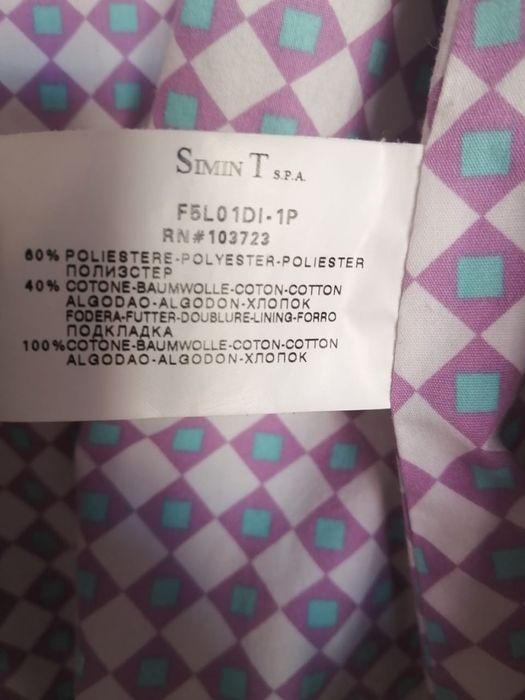 SIMIN T S.P.A.
F5L01DI-1P
RN#103723
60% POLIESTERE-POLYESTER-POLIESTER
ПОЛИЭСТЕР
40% COTONE-BAUMWOLLE-COTON-COTTON
ALGODAO-ALGODON-ХЛОПОК
FODERA-FUTTER-DOUBLURE-LINING-FORRO
ПОДКЛАДКА
100%COTONE-BAUMWOLLE-COTON-COTTON
ALGODAO-ALGODON-ХЛОПОК